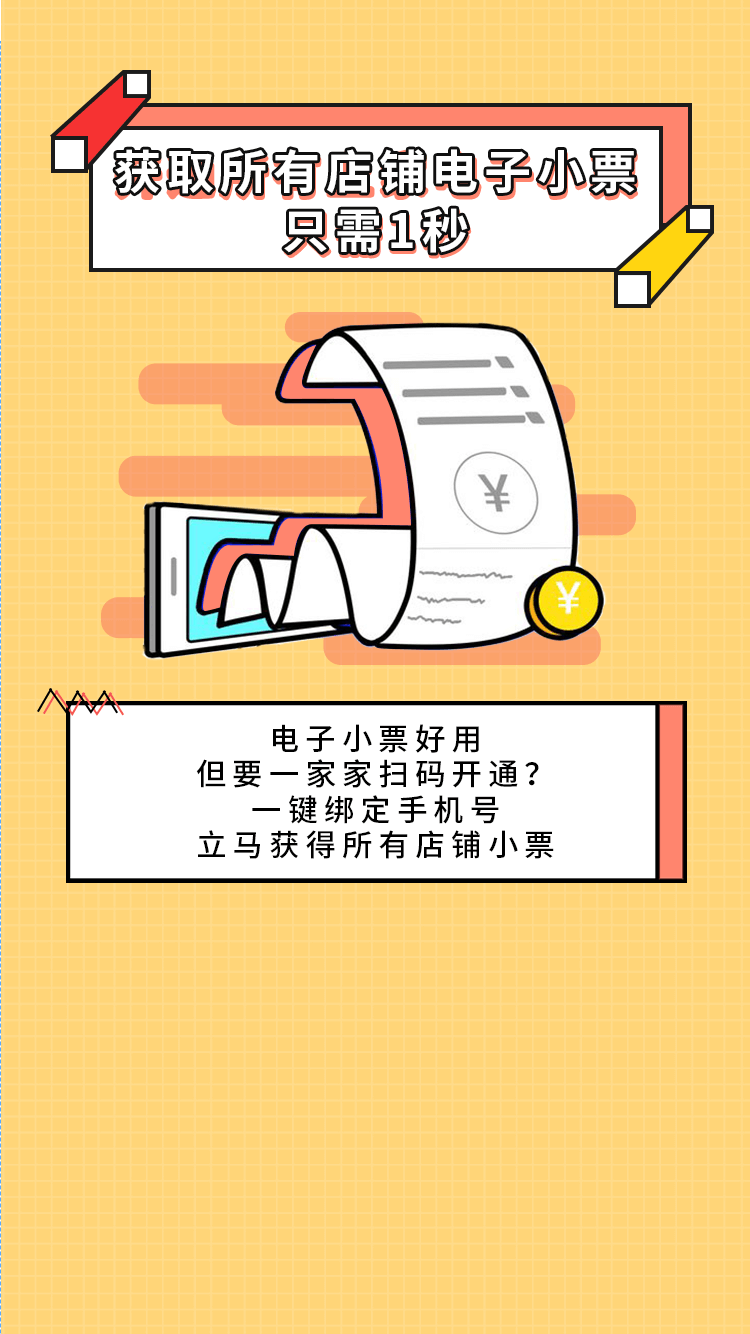 获取所有店铺电子小票
只需1秒
¥
¥
电子小票好用
但要一家家扫码开通?
一键绑定手机号
立马获得所有店铺小票